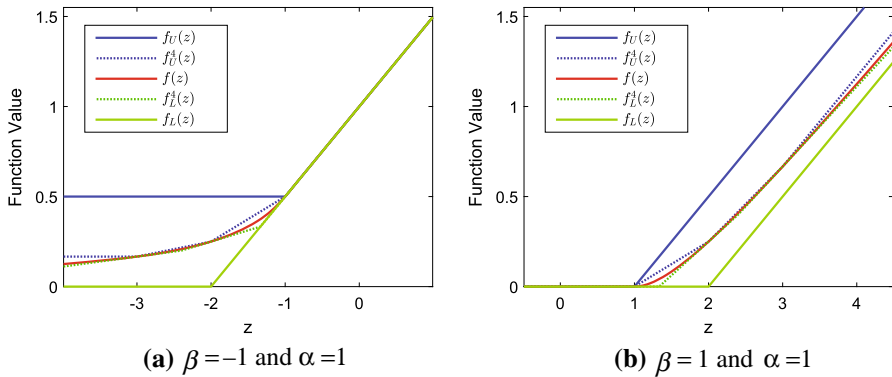 1.5
1
0.5
0
Function Value
f_U(z)
f_U^4(z)
f(z)
f_L^4(z)
f_L(z)
-3 -2 -1 0
z
(a) β=–1 and α=1
1.5
1
0.5
0
Function Value
f_U(z)
f_U^4(z)
f(z)
f_L^4(z)
f_L(z)
0 1 2 3 4
z
(b) β=1 and α=1